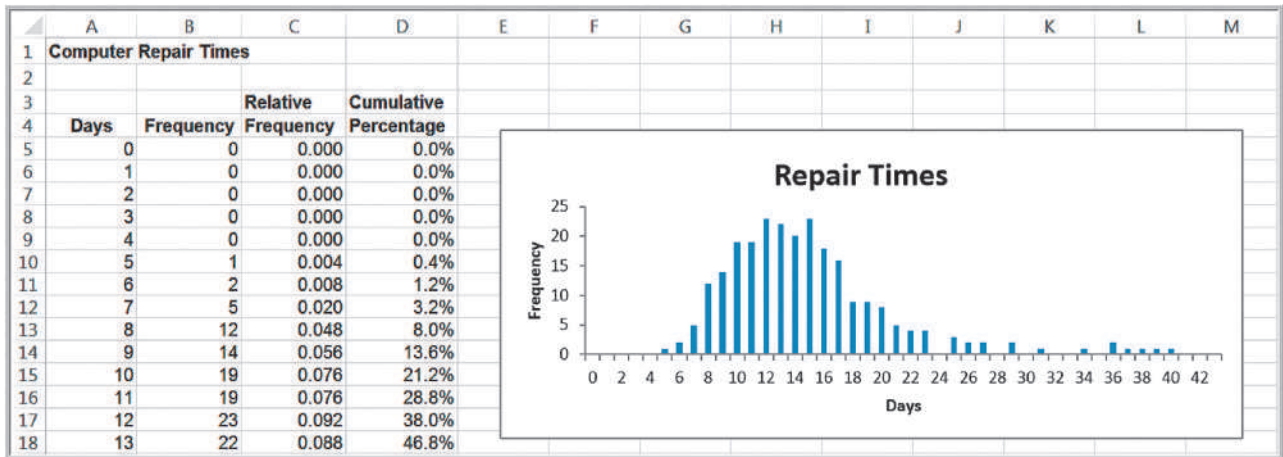 A B C D E F G H I J K L M
1 Computer Repair Times
2
3 Relative Cumulative
4 Days Frequency Frequency Percentage
5 0 0 0.000 0.0%
6 1 0 0.000 0.0%
7 2 0 0.000 0.0%
8 3 0 0.000 0.0%
9 4 0 0.000 0.0%
10 5 1 0.004 0.4%
11 6 2 0.008 1.2%
12 7 5 0.020 3.2%
13 8 12 0.048 8.0%
14 9 14 0.056 13.6%
15 10 19 0.076 21.2%
16 11 19 0.076 28.8%
17 12 23 0.092 38.0%
18 13 22 0.088 46.8%
Repair Times
Frequency
25
20
15
10
5
0
0 2 4 6 8 10 12 14 16 18 20 22 24 26 28 30 32 34 36 38 40 42
Days